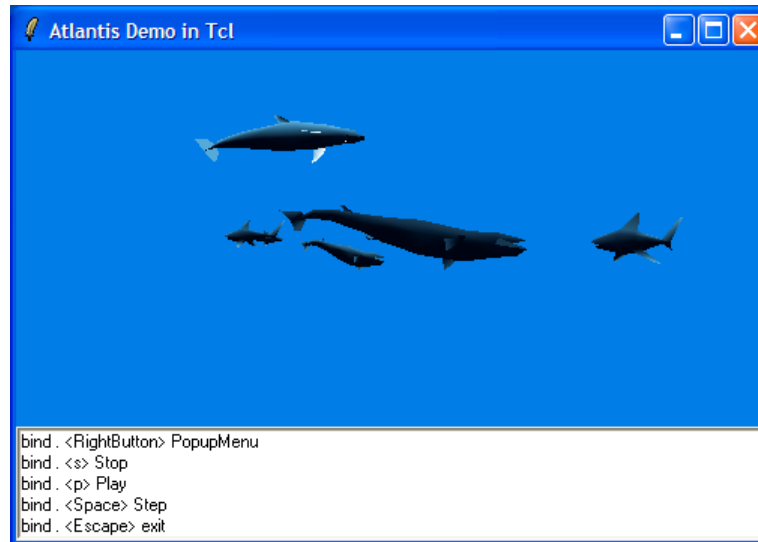 Atlantis Demo in Tcl
bind . <RightButton> PopupMenu
bind . <s> Stop
bind . <p> Play
bind . <Space> Step
bind . <Escape> exit